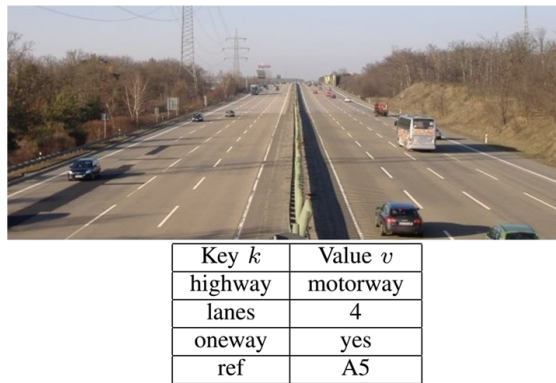 Key k Value v
highway motorway
lanes 4
oneway yes
ref A5